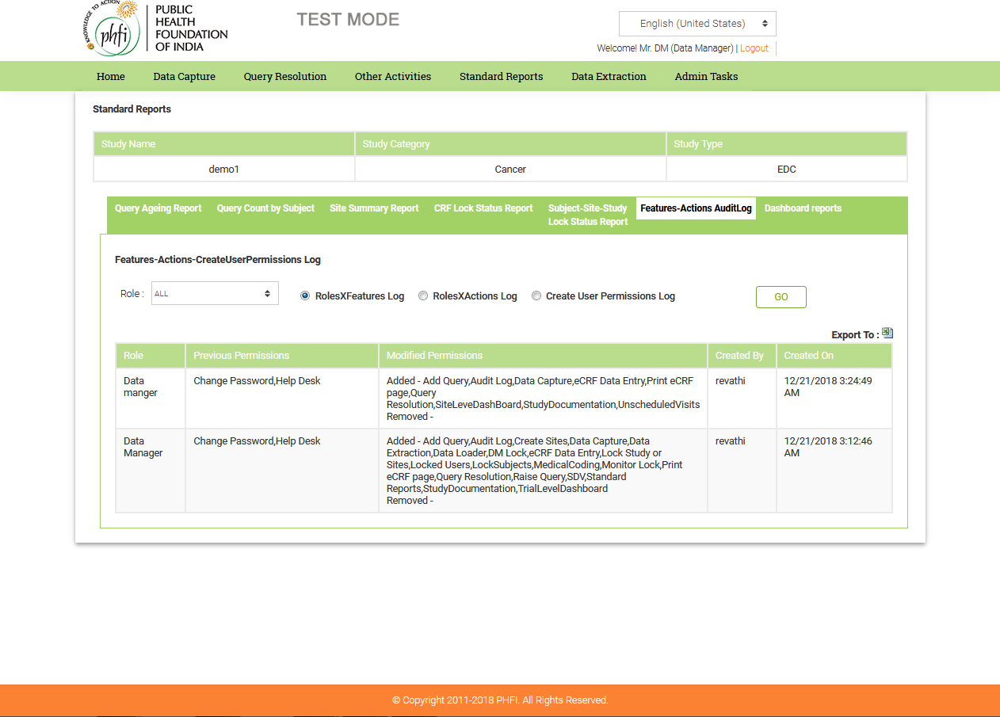 KNOWLEDGE TO ACTION
phfi
PUBLIC
HEALTH
FOUNDATION
OF INDIA
TEST MODE
English (United States)
Welcome! Mr. DM (Data Manager) | Logout
Home Data Capture Query Resolution Other Activities Standard Reports Data Extraction Admin Tasks
Standard Reports
Study Name Study Category Study Type
demo1 Cancer EDC
Query Ageing Report Query Count by Subject Site Summary Report CRF Lock Status Report Subject-Site-Study Features-Actions AuditLog Dashboard reports
Lock Status Report
Features-Actions-CreateUserPermissions Log
Role : ALL RolesXFeatures Log RolesXActions Log Create User Permissions Log GO
Export To :
Role Previous Permissions Modified Permissions Created By Created On
Data Change Password,Help Desk Added - Add Query,Audit Log,Data Capture,eCRF Data Entry,Print eCRF revathi 12/21/2018 3:24:49
manger page,Query AM
Resolution,SiteLeveDashBoard,StudyDocumentation,UnscheduledVisits
Removed -
Data Change Password,Help Desk Added - Add Query,Audit Log,Create Sites,Data Capture,Data revathi 12/21/2018 3:12:46
Manager Extraction,Data Loader,DM Lock,eCRF Data Entry,Lock Study or AM
Sites,Locked Users,LockSubjects,MedicalCoding,Monitor Lock,Print
eCRF page,Query Resolution,Raise Query,SDV,Standard
Reports,StudyDocumentation,TrialLevelDashboard
Removed -
© Copyright 2011-2018 PHFI. All Rights Reserved.